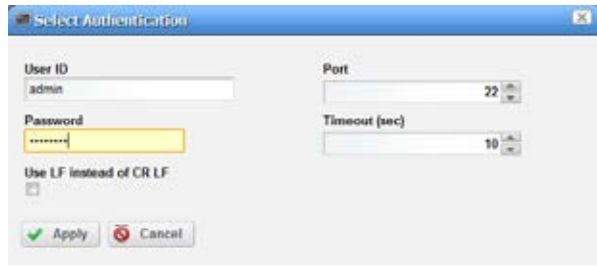 Select Authentication
User ID
Port
admin
22
Password
Timeout (sec)
••••••••
10
Use LF instead of CR LF
Apply
Cancel